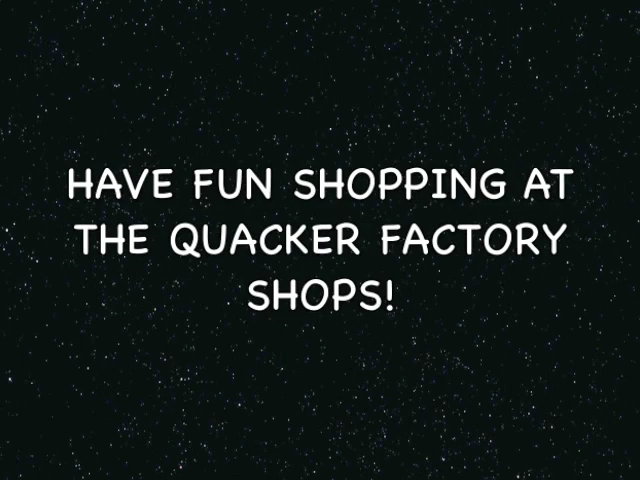 HAVE FUN SHOPPING AT
THE QUACKER FACTORY
SHOPS!